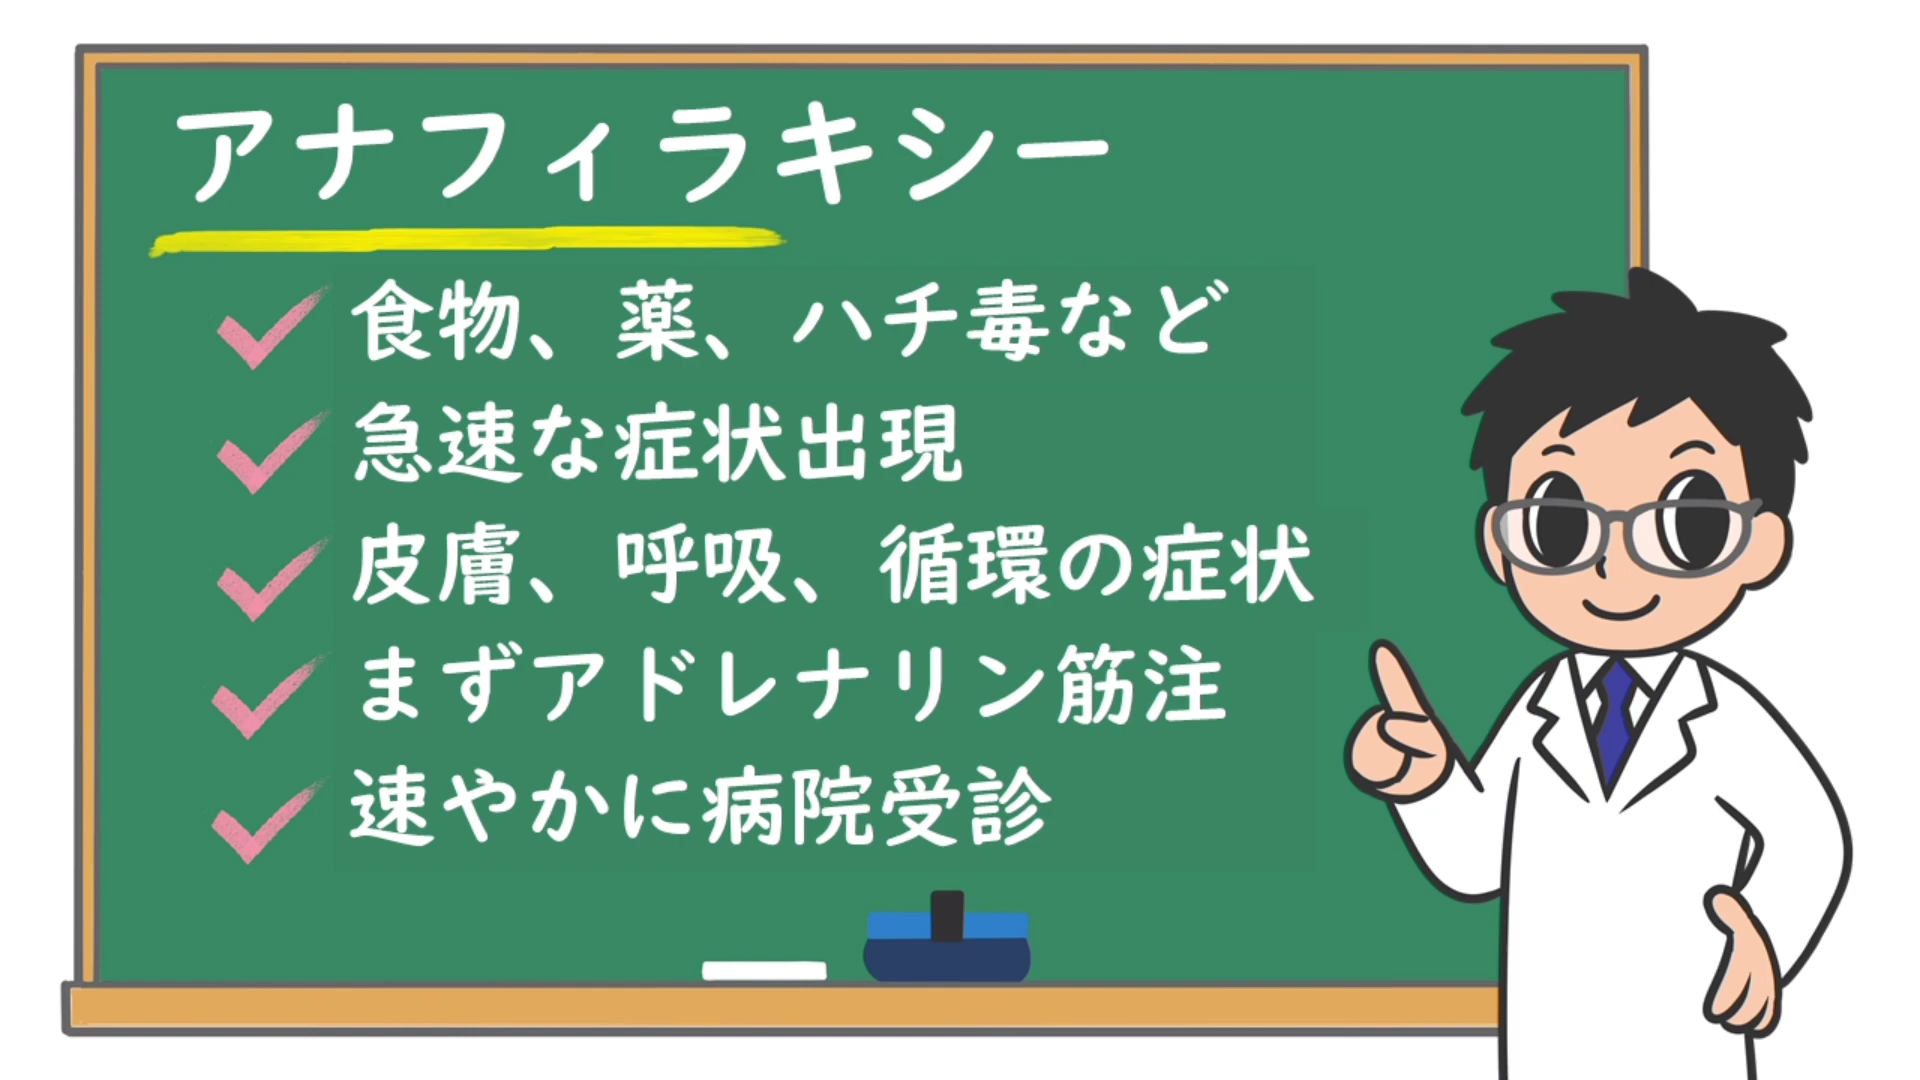 アナフィラキシー
食物、薬、ハチ毒など
急速な症状出現
皮膚、呼吸、循環の症状
まずアドレナリン筋注
速やかに病院受診